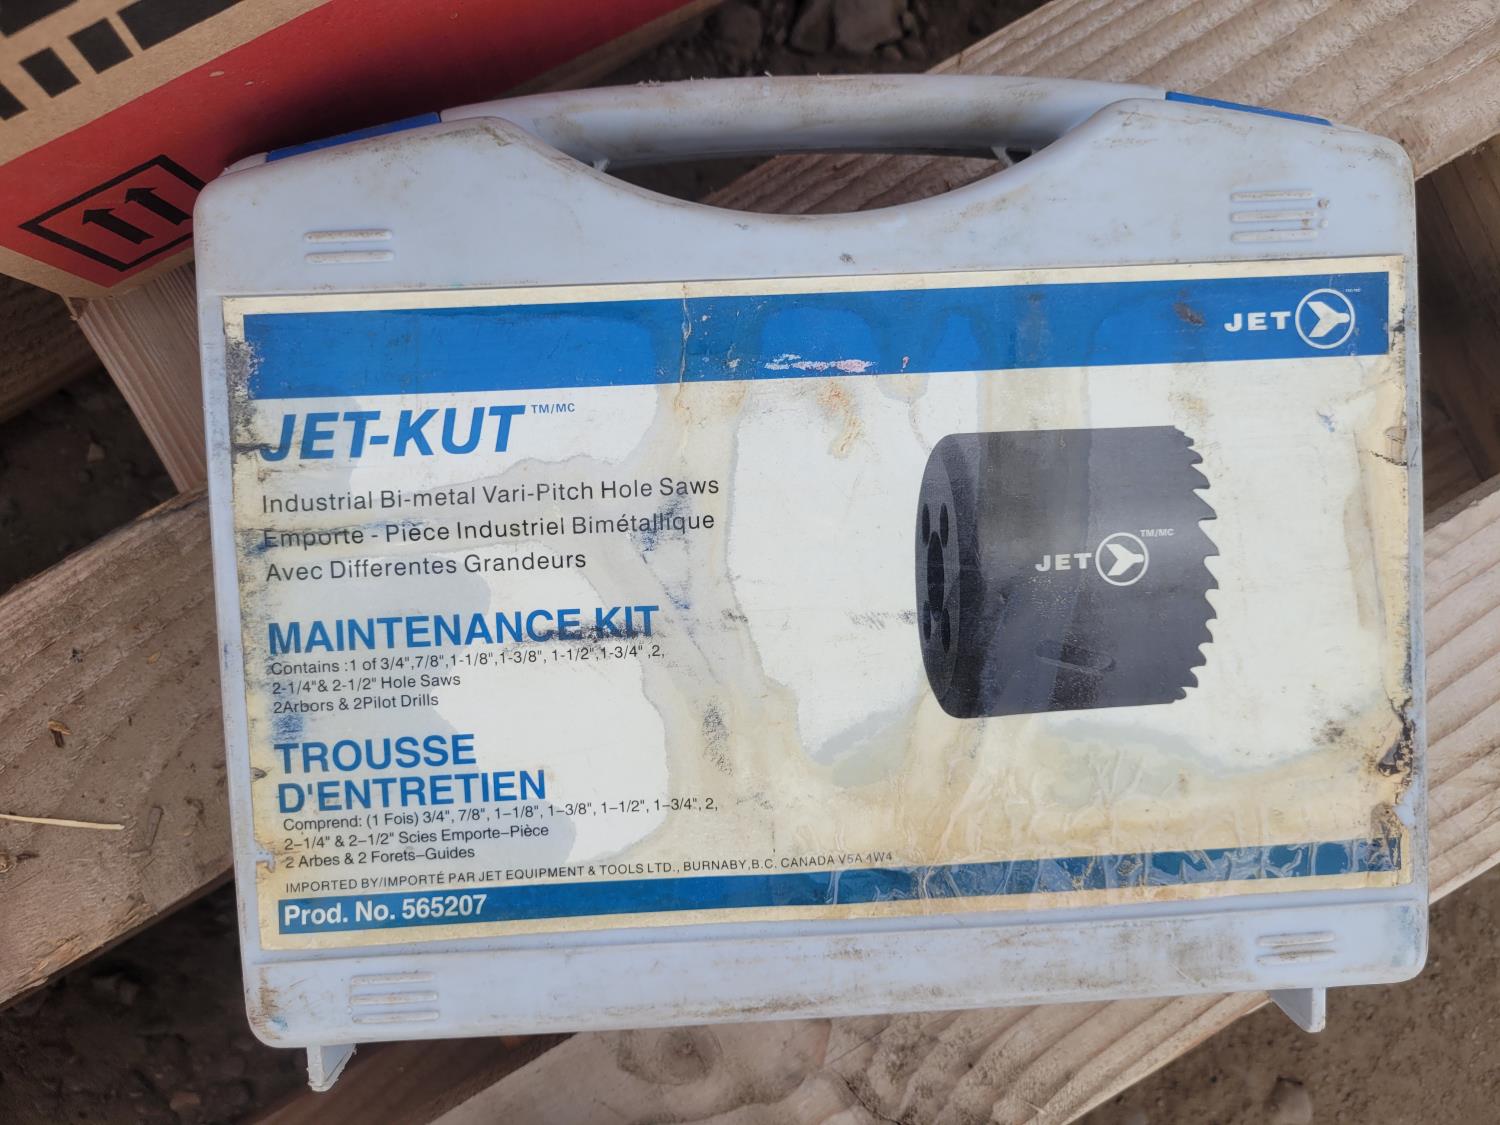 JET TM/MC
JET-KUT TM/MC
Industrial Bi-metal Vari-Pitch Hole Saws
Emporte - Pièce Industriel Bimétallique
Avec Differentes Grandeurs
JET TM/MC
MAINTENANCE KIT
Contains :1 of 3/4",7/8",1-1/8",1-3/8", 1-1/2",1-3/4" ,2,
2-1/4"& 2-1/2" Hole Saws
2Arbors & 2Pilot Drills
TROUSSE
D'ENTRETIEN
Comprend: (1 Fois) 3/4", 7/8", 1–1/8", 1–3/8", 1–1/2", 1–3/4", 2,
2–1/4" & 2–1/2" Scies Emporte–Pièce
2 Arbes & 2 Forets–Guides
IMPORTED BY/IMPORTÉ PAR JET EQUIPMENT & TOOLS LTD., BURNABY,B.C. CANADA V5A 4W4
Prod. No. 565207